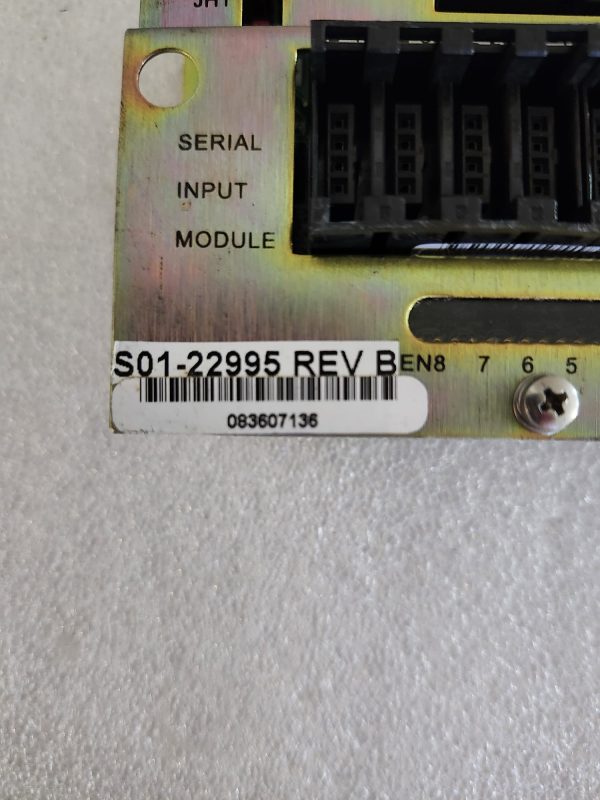 SERIAL
INPUT
MODULE
S01-22995 REV B
EN8 7 6 5
083607136